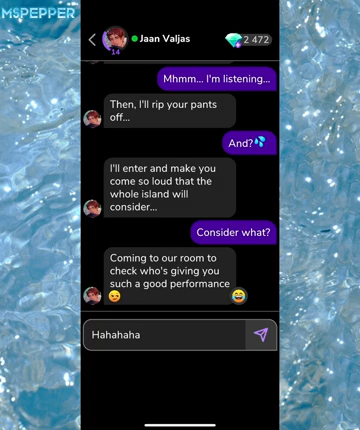 MSPEPPER
Jaan Valjas
2 472
14
Mhmm... I'm listening...
Then, I'll rip your pants
off...
And?💦
I'll enter and make you
come so loud that the
whole island will
consider...
Consider what?
Coming to our room to
check who's giving you
such a good performance
😉
😂
Hahahaha